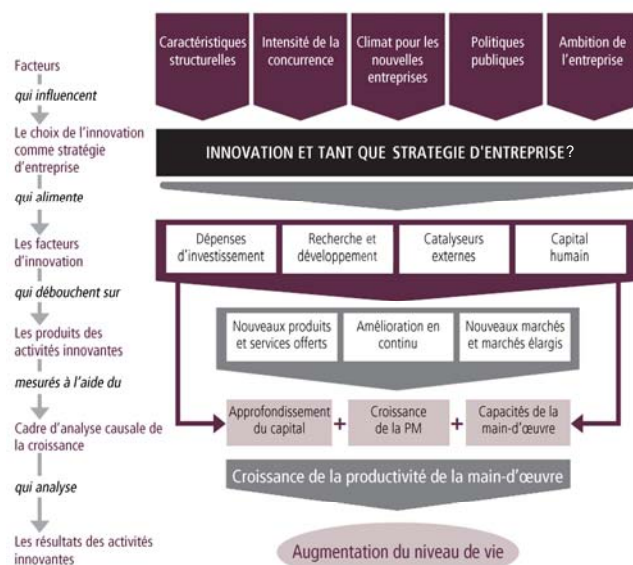 Caractéristiques
structurelles
Intensité de la
concurrence
Climat pour les
nouvelles
entreprises
Politiques
publiques
Ambition de
l'entreprise
Facteurs
qui influencent
Le choix de l'innovation
comme stratégie
d'entreprise
INNOVATION ET TANT QUE STRATEGIE D'ENTREPRISE?
qui alimente
Les facteurs
d'innovation
Dépenses
d'investissement
Recherche et
développement
Catalyseurs
externes
Capital
humain
qui débouchent sur
Les produits des
activités innovantes
Nouveaux produits
et services offerts
Amélioration en
continu
Nouveaux marchés
et marchés élargis
mesurés à l'aide du
Cadre d'analyse causale de
la croissance
Approfondissement
du capital
+
Croissance
de la PM
+
Capacités de la
main-d'œuvre
qui analyse
Croissance de la productivité de la main-d'œuvre
Les résultats des activités
innovantes
Augmentation du niveau de vie